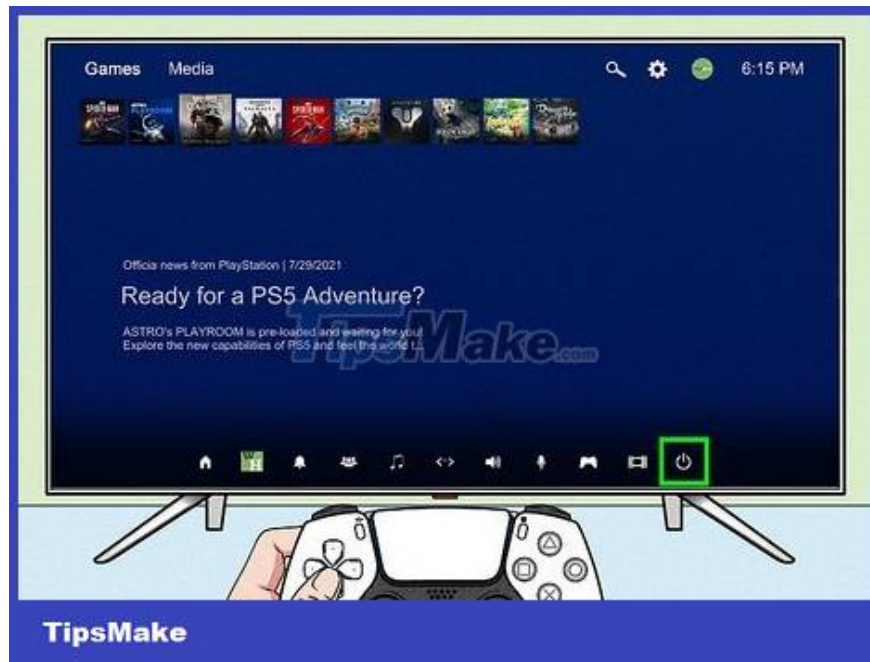 Games Media 6:15 PM
Officia news from PlayStation | 7/29/2021
Ready for a PS5 Adventure?
ASTRO's PLAYROOM is pre-loaded and waiting for you!
Explore the new capabilities of PS5 and feel the world t...
TipsMake.com
TipsMake